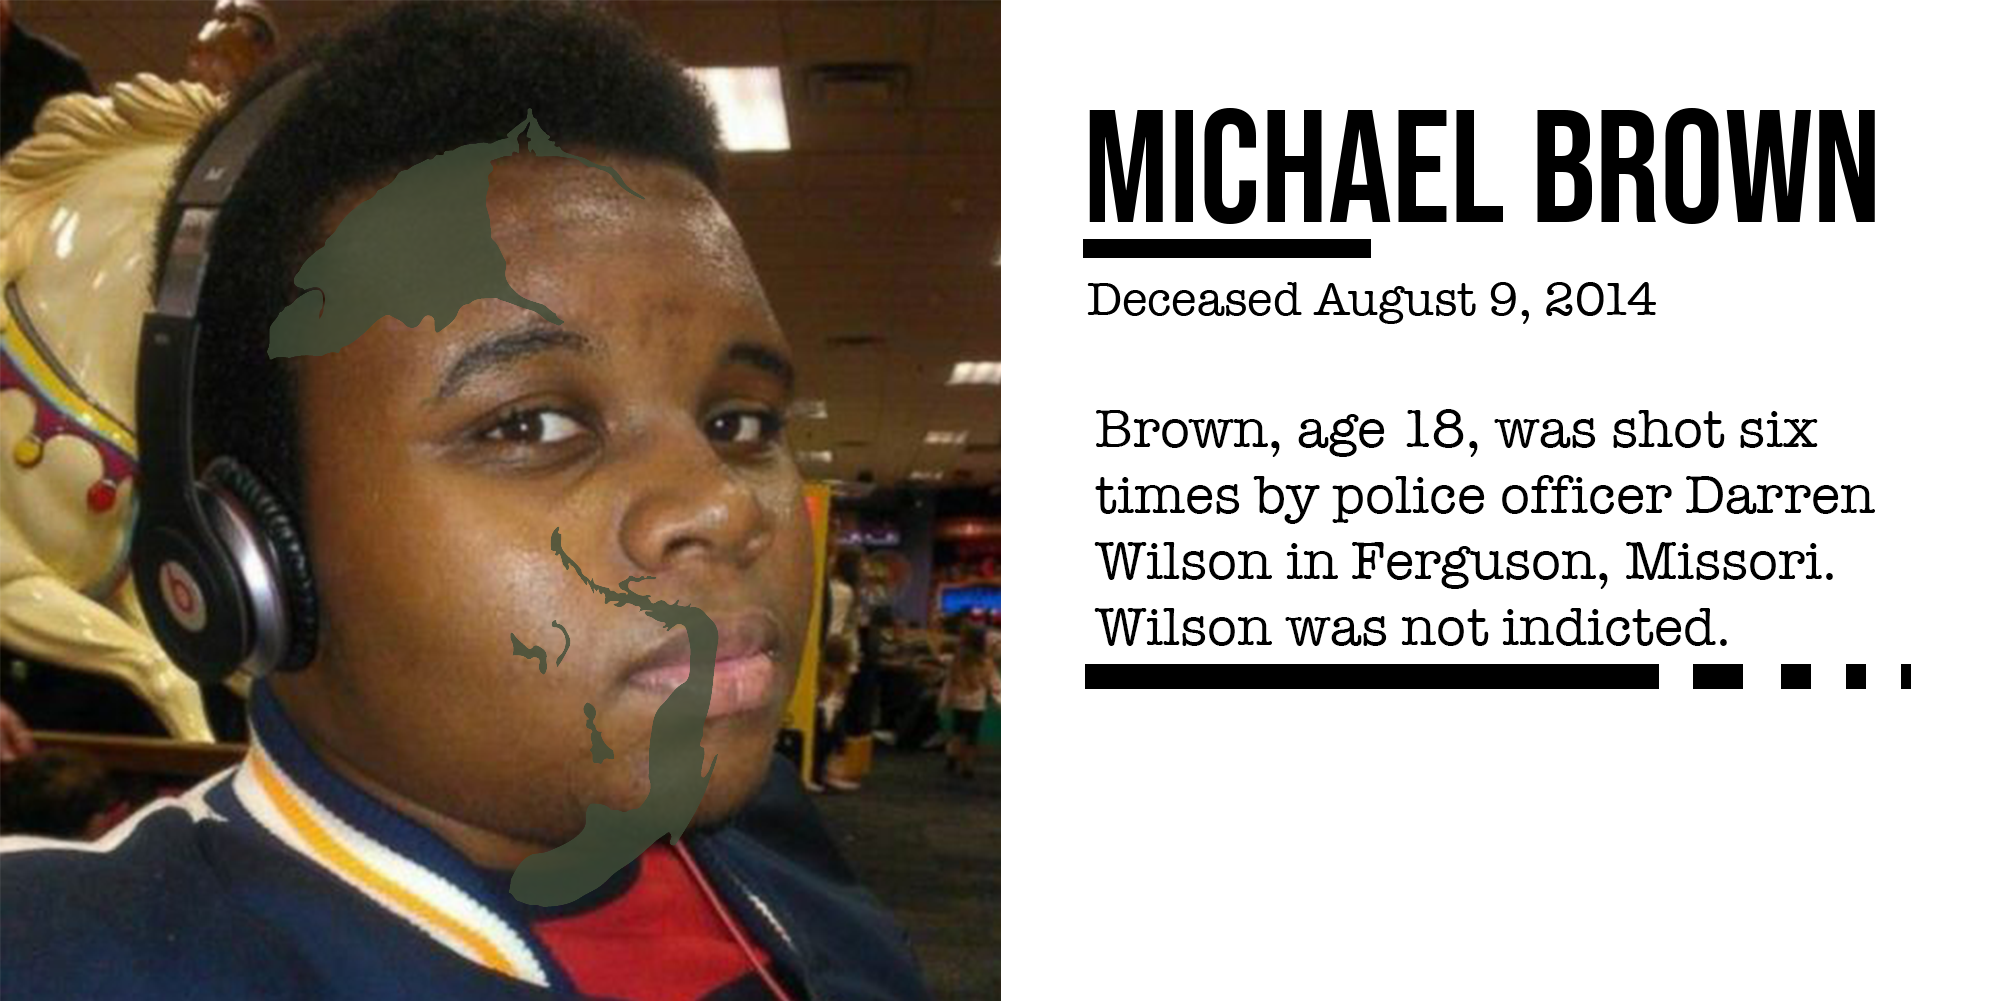 MICHAEL BROWN
Deceased August 9, 2014
Brown, age 18, was shot six
times by police officer Darren
Wilson in Ferguson, Missori.
Wilson was not indicted.